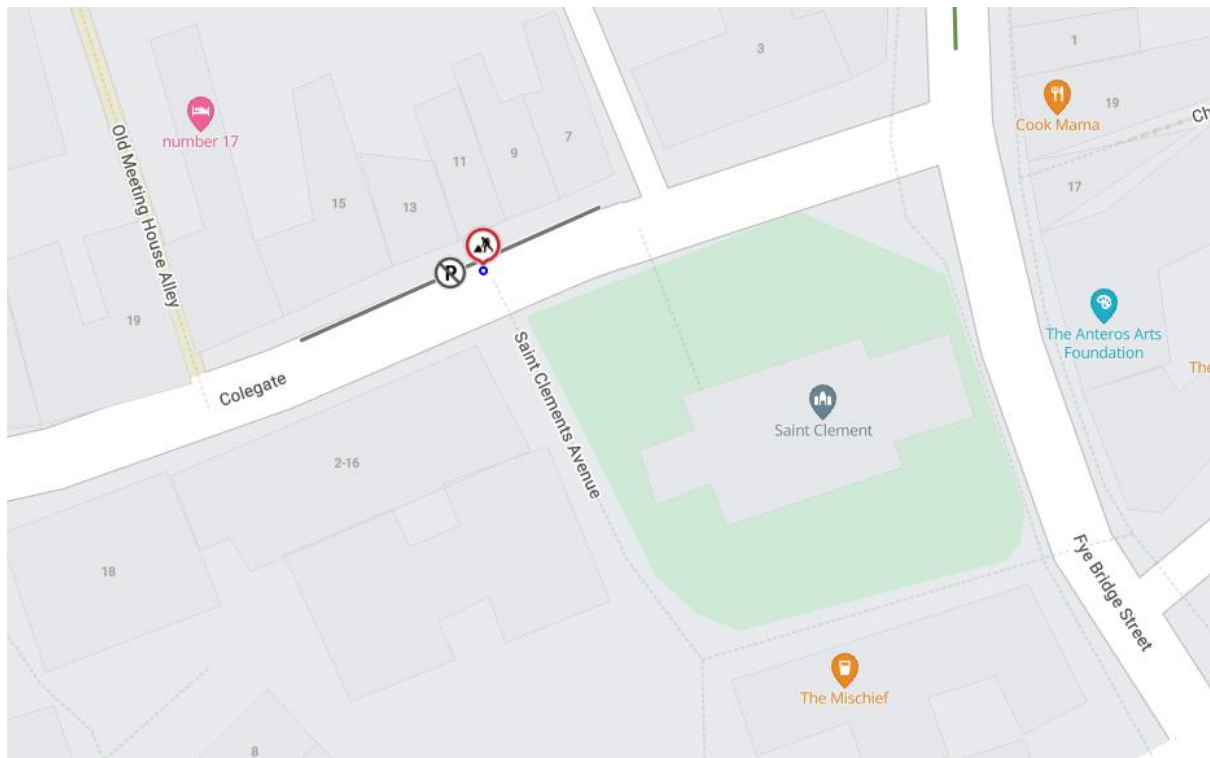 1
3
Cook Mama
19
Ch
number 17
Old Meeting House Alley
7
9
11
15
13
17
P
19
The Anteros Arts
Foundation
The
Colegate
Saint Clements Avenue
Saint Clement
2-16
18
Fye Bridge Street
The Mischief
8